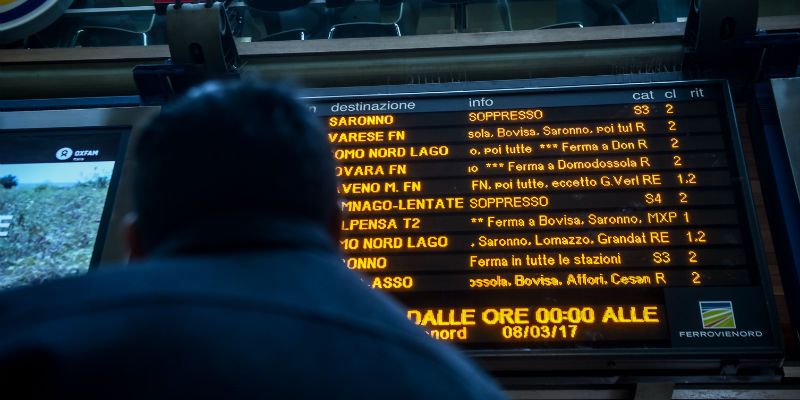 OXFAM
Italia
destinazione info cat cl rit
SARONNO SOPPRESSO S3 2
VARESE FN sola, Bovisa, Saronno, poi tut R 2
OMO NORD LAGO o, poi tutte *** Ferma a Don R 2
OVARA FN io *** Ferma a Domodossola R 2
AVENO M. FN FN, poi tutte, eccetto G.Verl RE 1,2
MNAGO-LENTATE SOPPRESSO S4 2
LPENSA T2 ** Ferma a Bovisa, Saronno, MXP 1
MO NORD LAGO , Saronno, Lomazzo, Grandat RE 1,2
ONNO Ferma in tutte le stazioni S3 2
ASSO ossola, Bovisa, Affori, Cesan R 2
DALLE ORE 00:00 ALLE
nord 08/03/17
FERROVIENORD